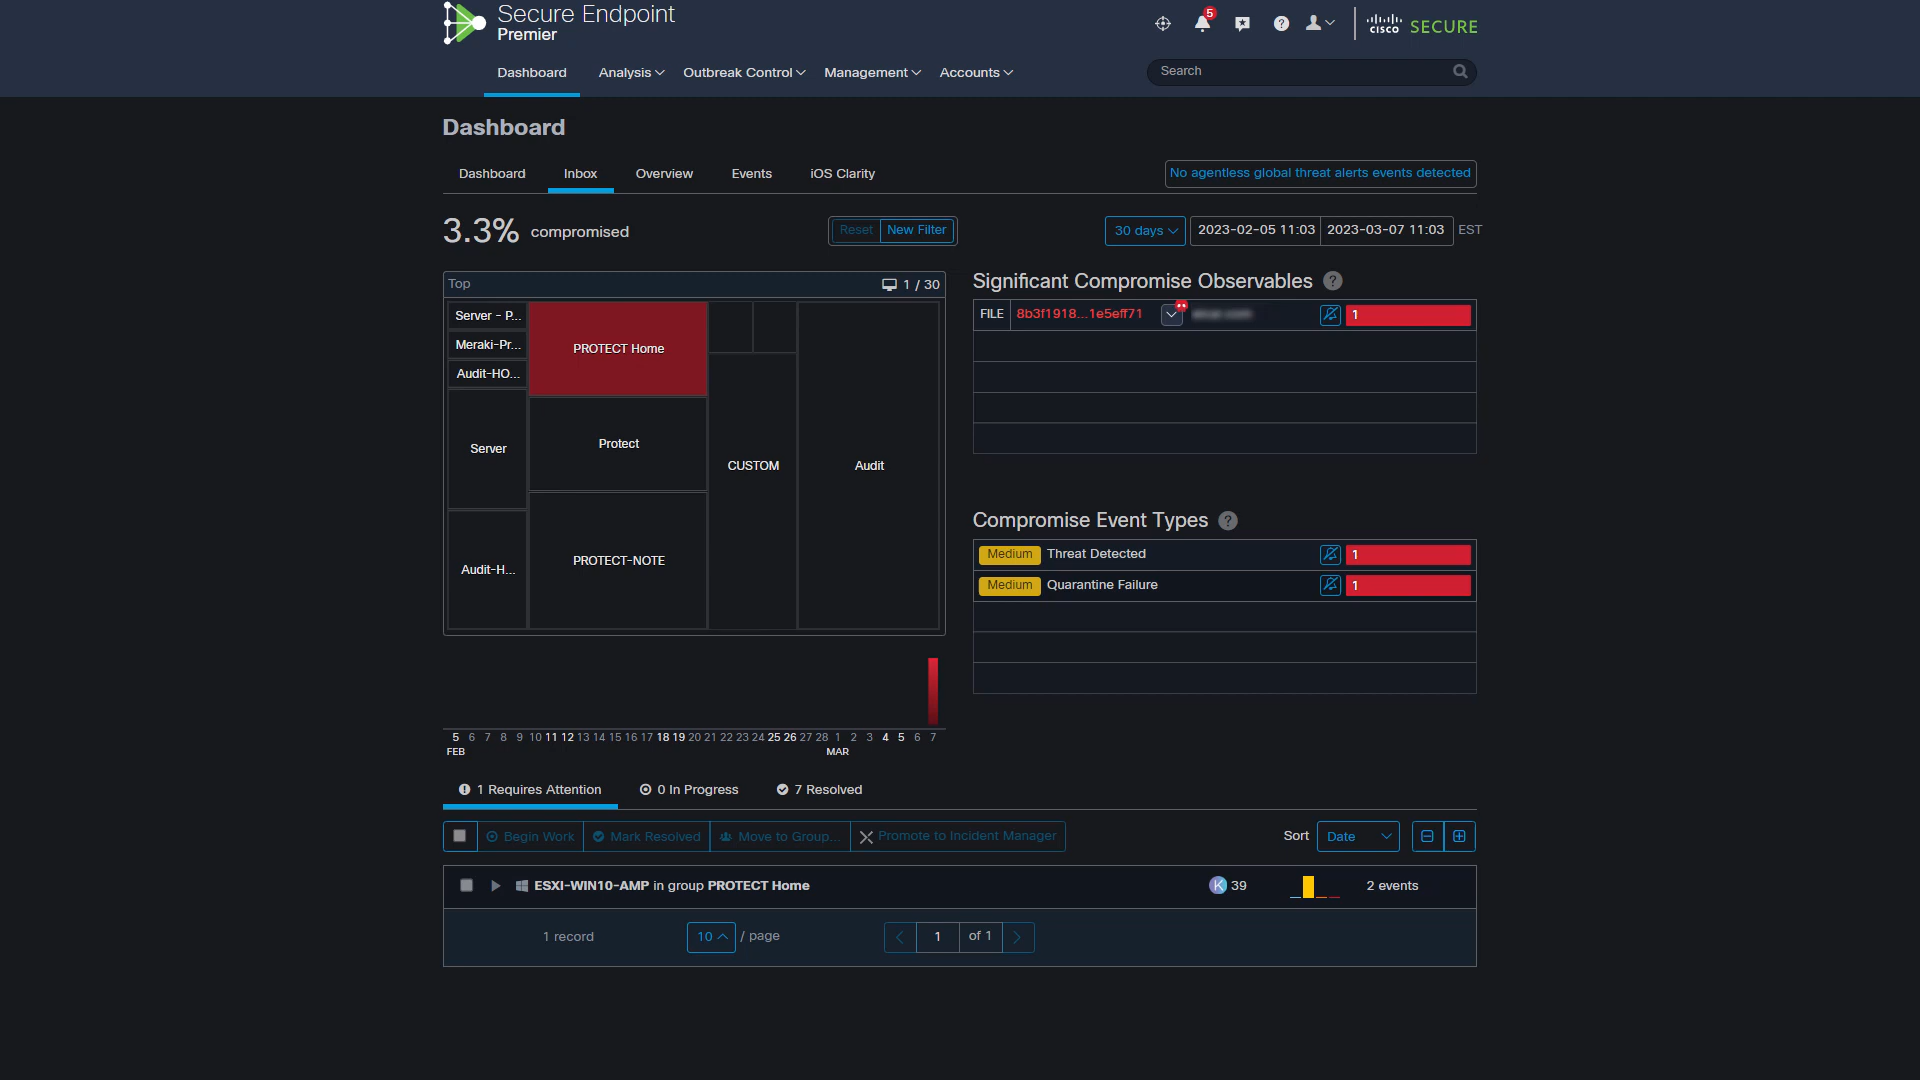 Secure Endpoint
Premier
5
CISCO SECURE
Dashboard Analysis Outbreak Control Management Accounts
Search
Dashboard
Dashboard Inbox Overview Events iOS Clarity
No agentless global threat alerts events detected
3.3% compromised
Reset New Filter
30 days 2023-02-05 11:03 2023-03-07 11:03 EST
Top 1 / 30
Server - P...
Meraki-Pr...
Audit-HO...
Server
Audit-H...
PROTECT Home
Protect
PROTECT-NOTE
CUSTOM
Audit
Significant Compromise Observables ?
FILE 8b3f1918...1e5eff71 1
Compromise Event Types ?
Medium Threat Detected 1
Medium Quarantine Failure 1
5 6 7 8 9 10 11 12 13 14 15 16 17 18 19 20 21 22 23 24 25 26 27 28 1 2 3 4 5 6 7
FEB MAR
1 Requires Attention 0 In Progress 7 Resolved
Begin Work Mark Resolved Move to Group... Promote to Incident Manager
Sort Date
ESXI-WIN10-AMP in group PROTECT Home K 39 2 events
1 record 10 / page 1 of 1